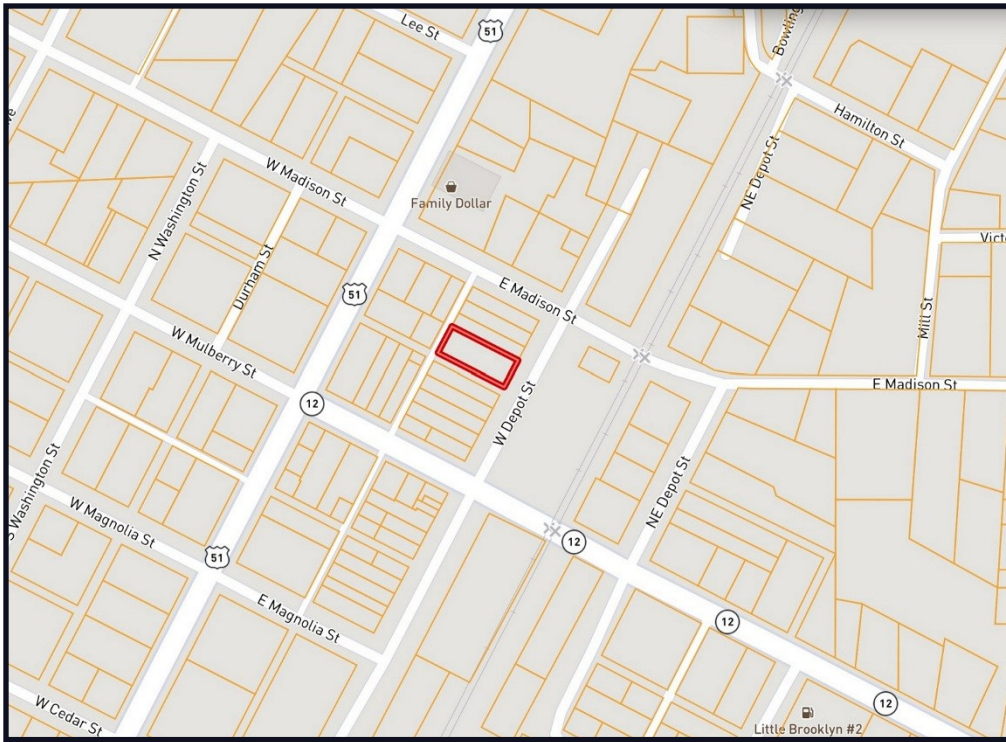 Lee St
51
Bowling
Hamilton St
NE Depot St
N Washington St
W Madison St
Family Dollar
Durham St
51
E Madison St
Victo
Mill St
W Mulberry St
12
E Madison St
W Depot St
S Washington St
W Magnolia St
NE Depot St
12
51
E Magnolia St
12
W Cedar St
12
Little Brooklyn #2